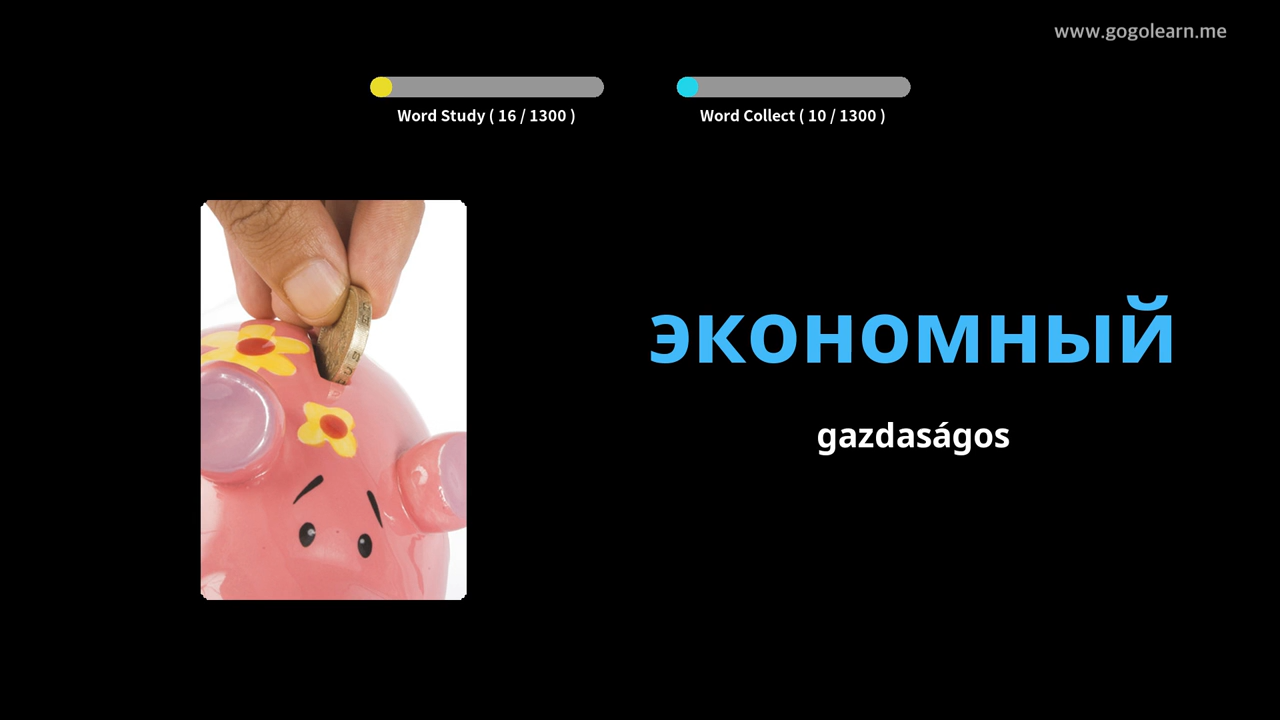 www.gogolearn.me
Word Study ( 16 / 1300 )
Word Collect ( 10 / 1300 )
экономный
gazdaságos